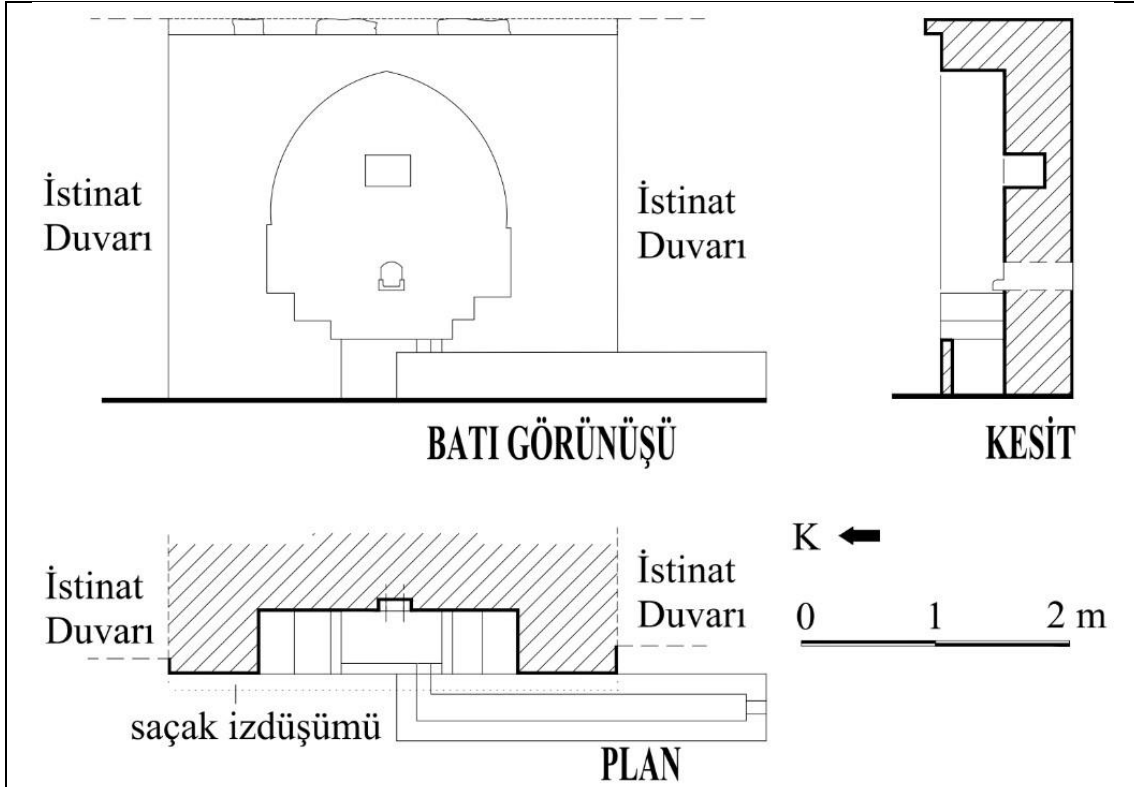 İstinat
Duvarı
İstinat
Duvarı
BATI GÖRÜNÜŞÜ
KESİT
İstinat
Duvarı
İstinat
Duvarı
K
0 1 2 m
saçak izdüşümü
PLAN